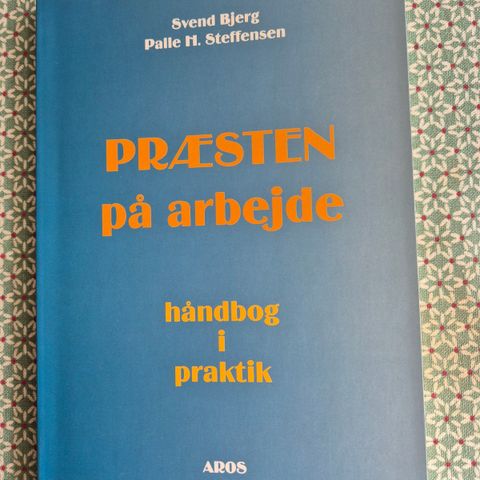 Svend Bjerg
Palle H. Steffensen
PRÆSTEN
på arbejde
håndbog
i
praktik
AROS